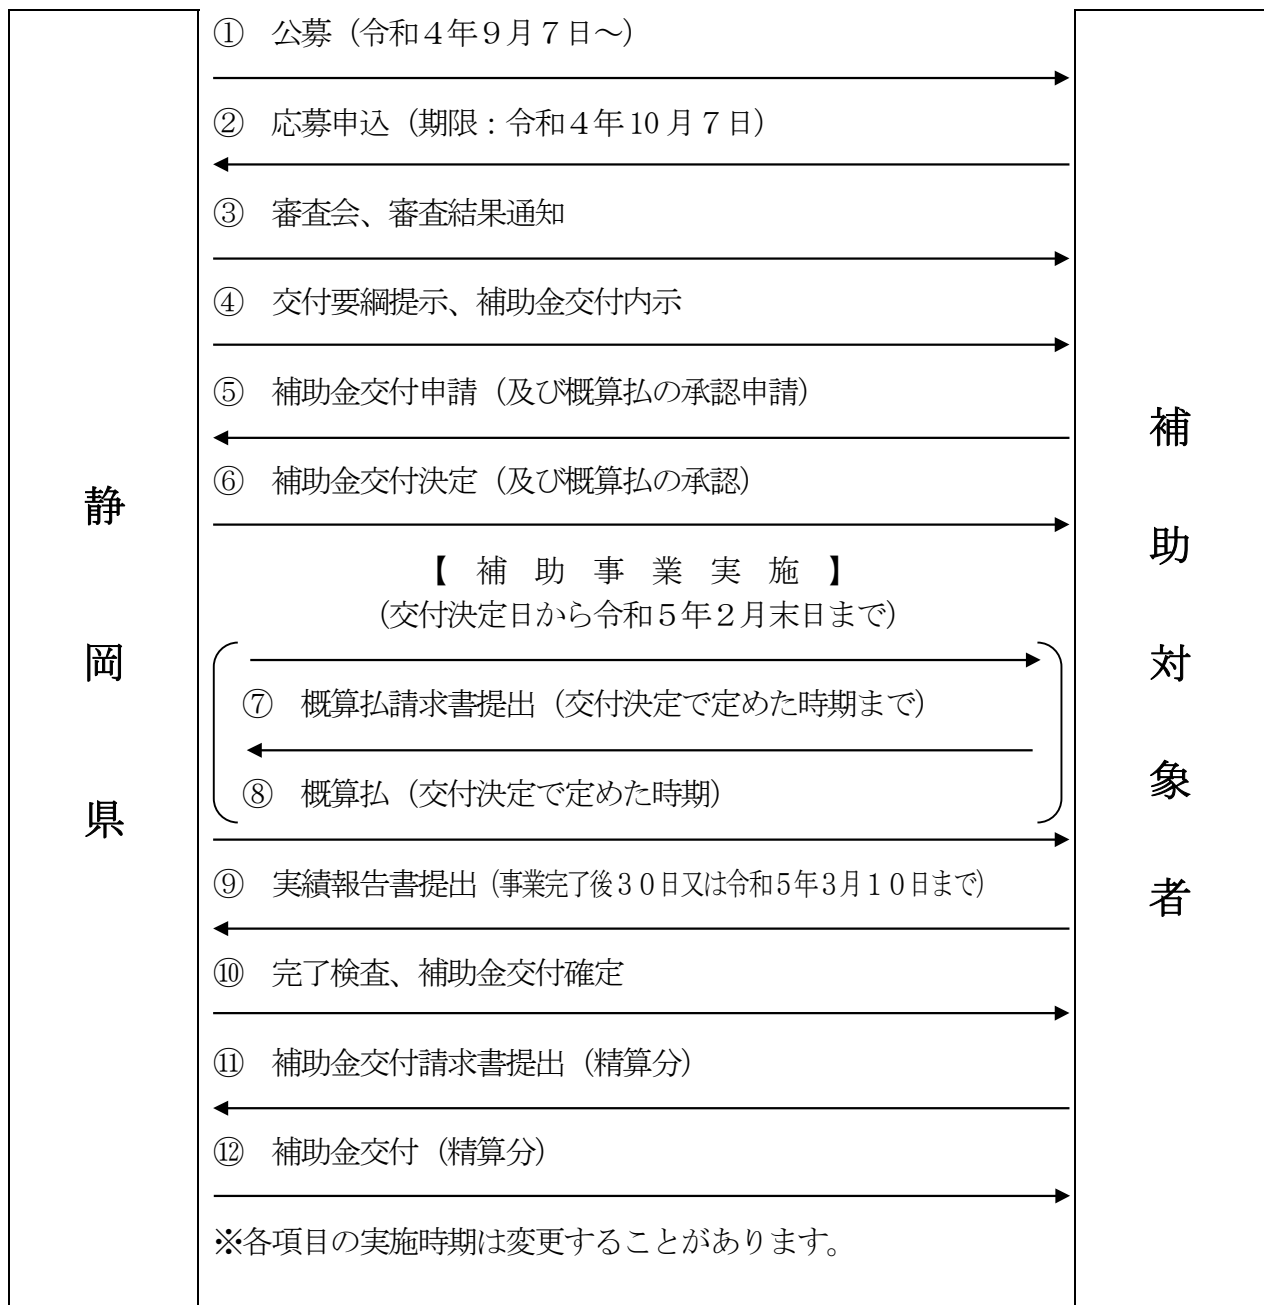 静岡県
① 公募（令和４年９月７日～）
② 応募申込（期限：令和４年10月７日）
③ 審査会、審査結果通知
④ 交付要綱提示、補助金交付内示
⑤ 補助金交付申請（及び概算払の承認申請）
⑥ 補助金交付決定（及び概算払の承認）
【 補 助 事 業 実 施 】
（交付決定日から令和５年２月末日まで）
⑦ 概算払請求書提出（交付決定で定めた時期まで）
⑧ 概算払（交付決定で定めた時期）
⑨ 実績報告書提出（事業完了後３０日又は令和５年３月１０日まで）
⑩ 完了検査、補助金交付確定
⑪ 補助金交付請求書提出（精算分）
⑫ 補助金交付（精算分）
※各項目の実施時期は変更することがあります。
補助対象者